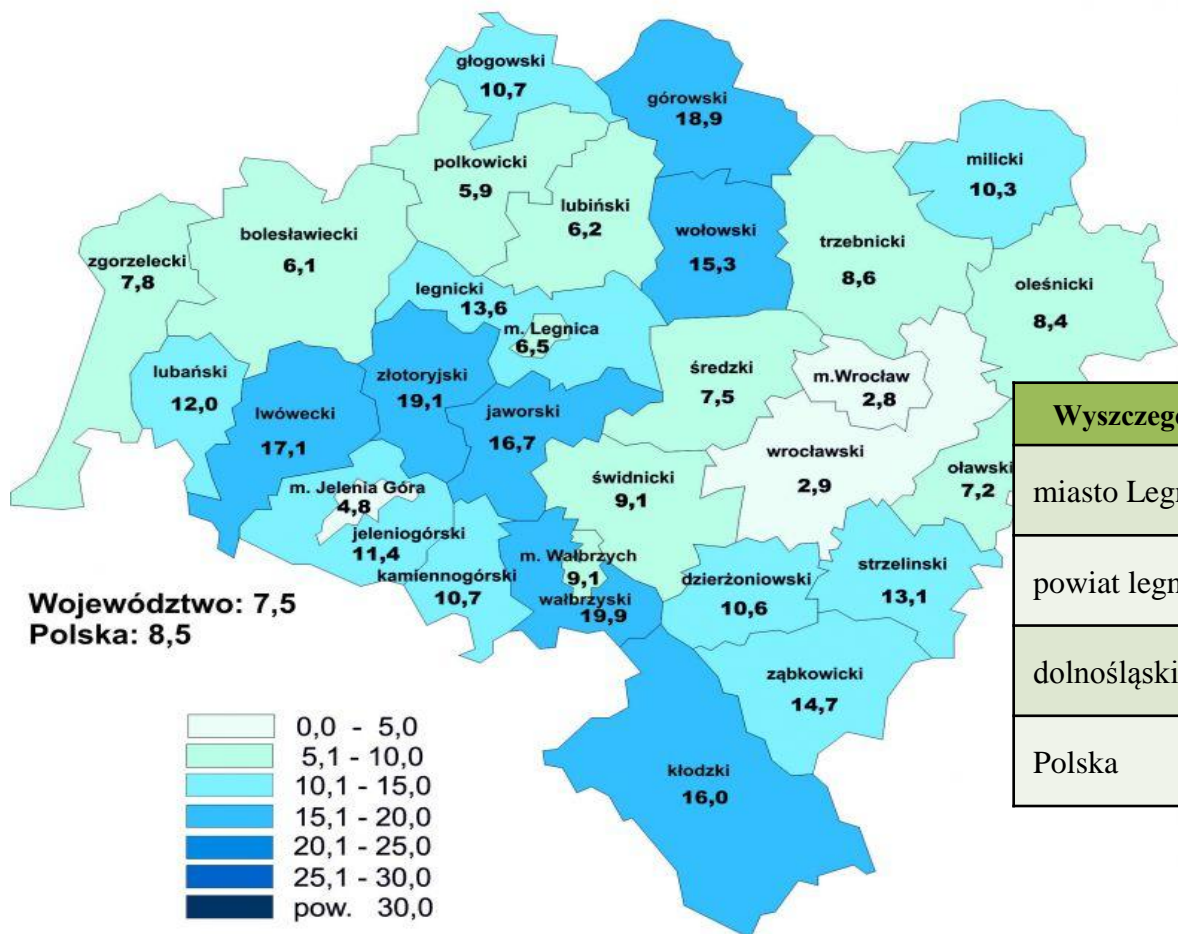 głogowski
10,7
górowski
18,9
milicki
10,3
polkowicki
5,9
lubiński
6,2
wołowski
15,3
trzebnicki
8,6
oleśnicki
8,4
bolesławiecki
6,1
zgorzelecki
7,8
legnicki
13,6
m. Legnica
6,5
lubański
12,0
lwówecki
17,1
złotoryjski
19,1
jaworski
16,7
średzki
7,5
m.Wrocław
2,8
wrocławski
2,9
oławski
7,2
m. Jelenia Góra
4,8
jeleniogórski
11,4
kamiennogórski
10,7
świdnicki
9,1
m. Wałbrzych
9,1
wałbrzyski
19,9
dzierżoniowski
10,6
strzelinski
13,1
ząbkowicki
14,7
kłodzki
16,0
Województwo: 7,5
Polska: 8,5
0,0 - 5,0
5,1 - 10,0
10,1 - 15,0
15,1 - 20,0
20,1 - 25,0
25,1 - 30,0
pow. 30,0
Wyszczegó
miasto Legn
powiat legn
dolnośląski
Polska